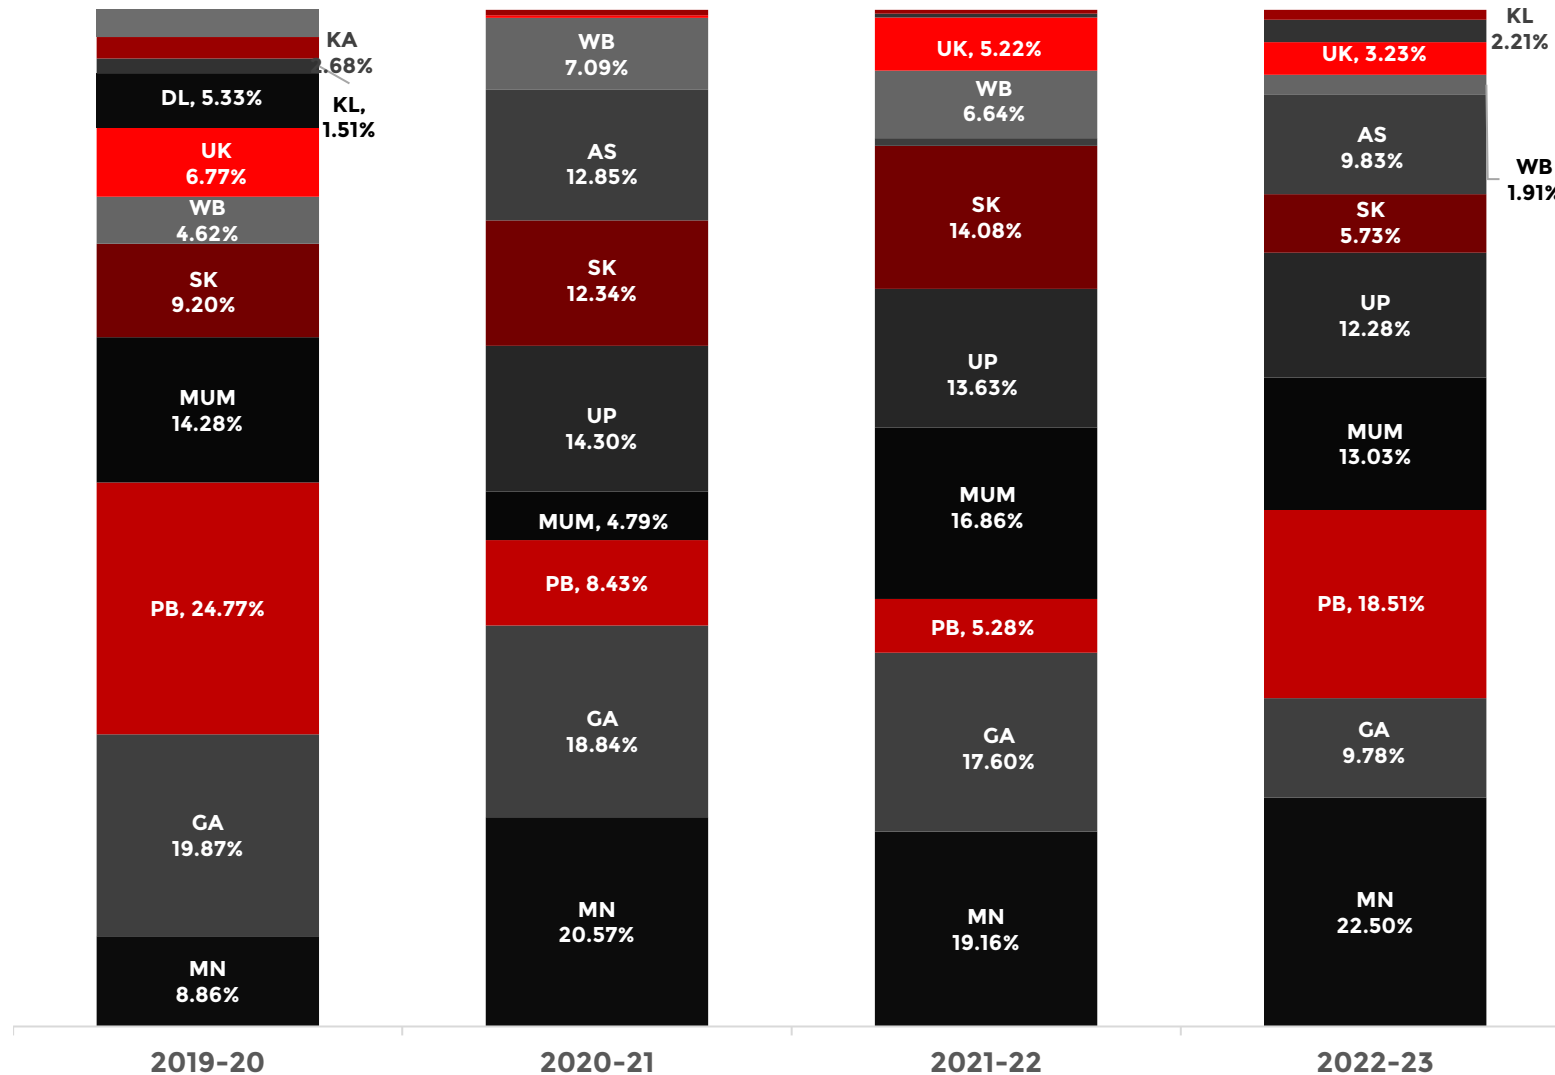 KA
2.68%
KL,
1.51%
DL, 5.33%
UK
6.77%
WB
4.62%
SK
9.20%
MUM
14.28%
PB, 24.77%
GA
19.87%
MN
8.86%
WB
7.09%
AS
12.85%
SK
12.34%
UP
14.30%
MUM, 4.79%
PB, 8.43%
GA
18.84%
MN
20.57%
UK, 5.22%
WB
6.64%
SK
14.08%
UP
13.63%
MUM
16.86%
PB, 5.28%
GA
17.60%
MN
19.16%
KL
2.21%
UK, 3.23%
WB
1.91%
AS
9.83%
SK
5.73%
UP
12.28%
MUM
13.03%
PB, 18.51%
GA
9.78%
MN
22.50%
2019-20
2020-21
2021-22
2022-23